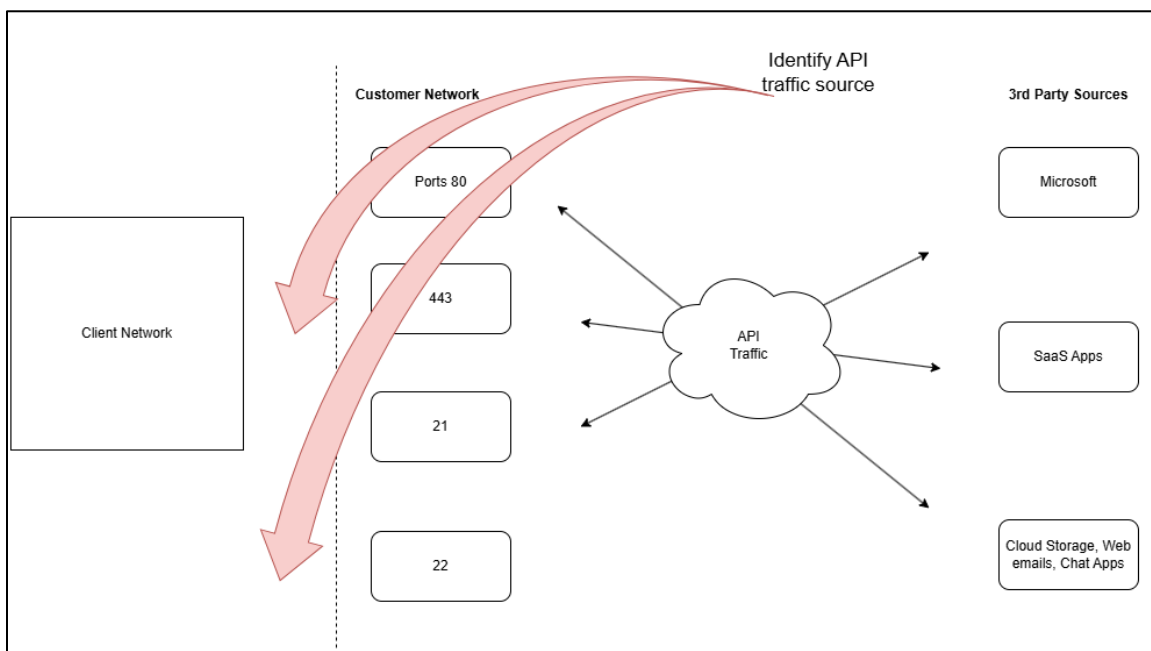 Identify API
traffic source
Customer Network
3rd Party Sources
Ports 80
Microsoft
443
Client Network
API
Traffic
SaaS Apps
21
22
Cloud Storage, Web
emails, Chat Apps